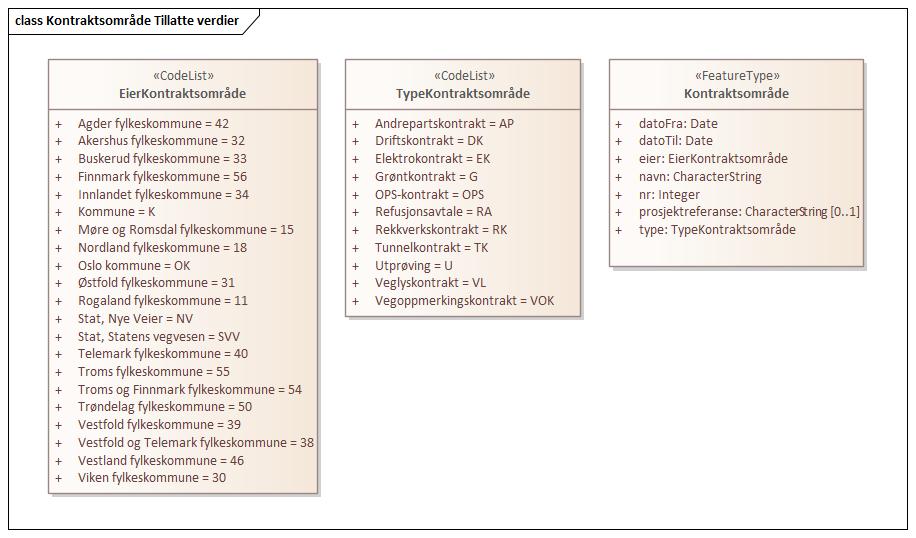 class Kontraktsområde Tillatte verdier
«CodeList»
EierKontraktsområde
+ Agder fylkeskommune = 42
+ Akershus fylkeskommune = 32
+ Buskerud fylkeskommune = 33
+ Finnmark fylkeskommune = 56
+ Innlandet fylkeskommune = 34
+ Kommune = K
+ Møre og Romsdal fylkeskommune = 15
+ Nordland fylkeskommune = 18
+ Oslo kommune = OK
+ Østfold fylkeskommune = 31
+ Rogaland fylkeskommune = 11
+ Stat, Nye Veier = NV
+ Stat, Statens vegvesen = SVV
+ Telemark fylkeskommune = 40
+ Troms fylkeskommune = 55
+ Troms og Finnmark fylkeskommune = 54
+ Trøndelag fylkeskommune = 50
+ Vestfold fylkeskommune = 39
+ Vestfold og Telemark fylkeskommune = 38
+ Vestland fylkeskommune = 46
+ Viken fylkeskommune = 30
«CodeList»
TypeKontraktsområde
+ Andrepartskontrakt = AP
+ Driftskontrakt = DK
+ Elektrokontrakt = EK
+ Grøntkontrakt = G
+ OPS-kontrakt = OPS
+ Refusjonsavtale = RA
+ Rekkverkskontrakt = RK
+ Tunnelkontrakt = TK
+ Utprøving = U
+ Veglyskontrakt = VL
+ Vegoppmerkingskontrakt = VOK
«FeatureType»
Kontraktsområde
+ datoFra: Date
+ datoTil: Date
+ eier: EierKontraktsområde
+ navn: CharacterString
+ nr: Integer
+ prosjektreferanse: CharacterString [0..1]
+ type: TypeKontraktsområde